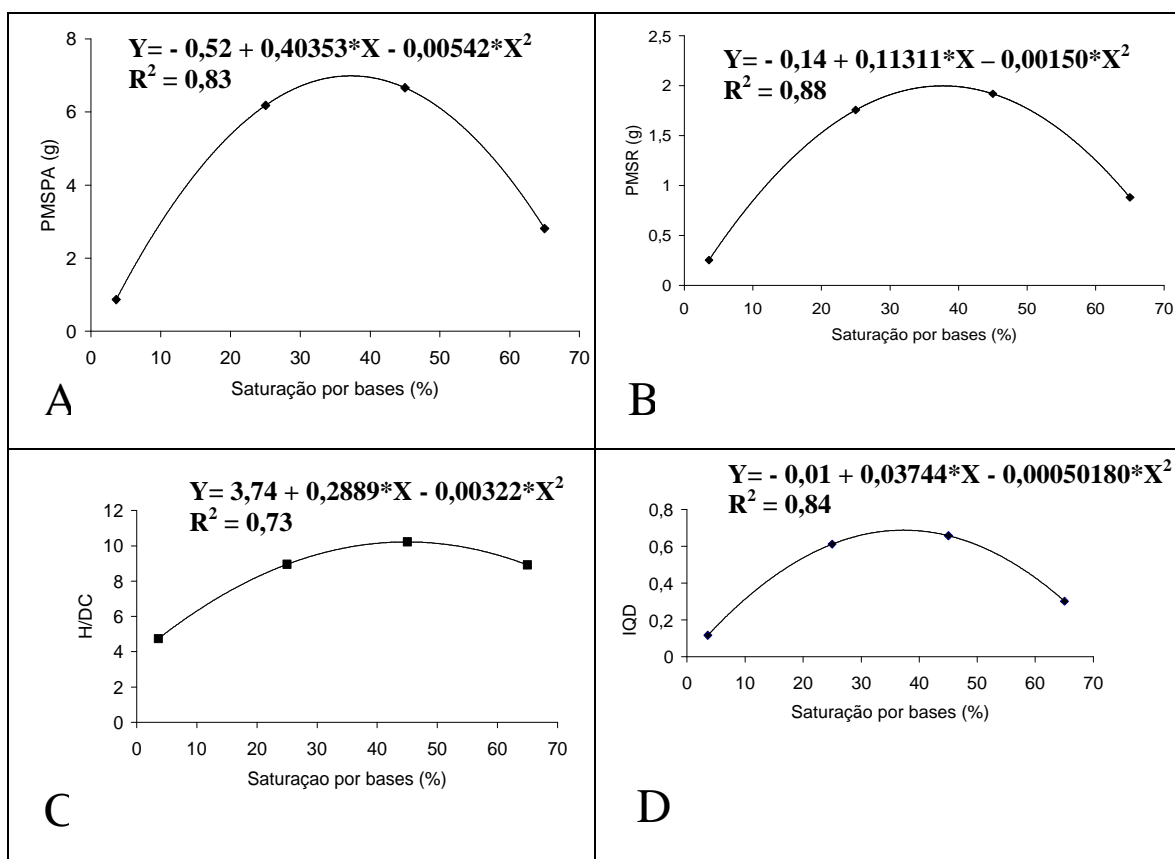 Y= - 0,52 + 0,40353*X - 0,00542*X²
R² = 0,83
8
6
4
2
0
PMSPA (g)
0 10 20 30 40 50 60 70
Saturação por bases (%)
A
Y= - 0,14 + 0,11311*X – 0,00150*X²
R² = 0,88
2,5
2
1,5
1
0,5
0
PMSR (g)
0 10 20 30 40 50 60 70
Saturação por bases (%)
B
Y= 3,74 + 0,2889*X - 0,00322*X²
R² = 0,73
12
10
8
6
4
2
0
H/DC
0 10 20 30 40 50 60 70
Saturaçao por bases (%)
C
Y= - 0,01 + 0,03744*X - 0,00050180*X²
R² = 0,84
0,8
0,6
0,4
0,2
0
IQD
0 10 20 30 40 50 60 70
Saturação por bases (%)
D